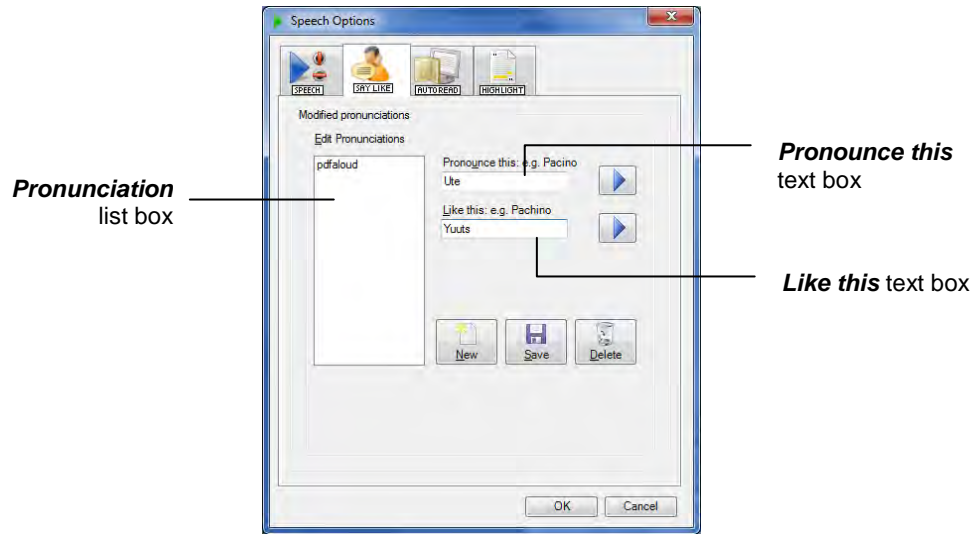 Speech Options
SPEECH
SAY LIKE
AUTOREAD
HIGHLIGHT
Modified pronunciations
Edit Pronunciations
pdfaloud
Pronounce this: e.g. Pacino
Ute
Like this: e.g. Pachino
Yuuts
New
Save
Delete
OK
Cancel
Pronunciation
list box
Pronounce this
text box
Like this text box